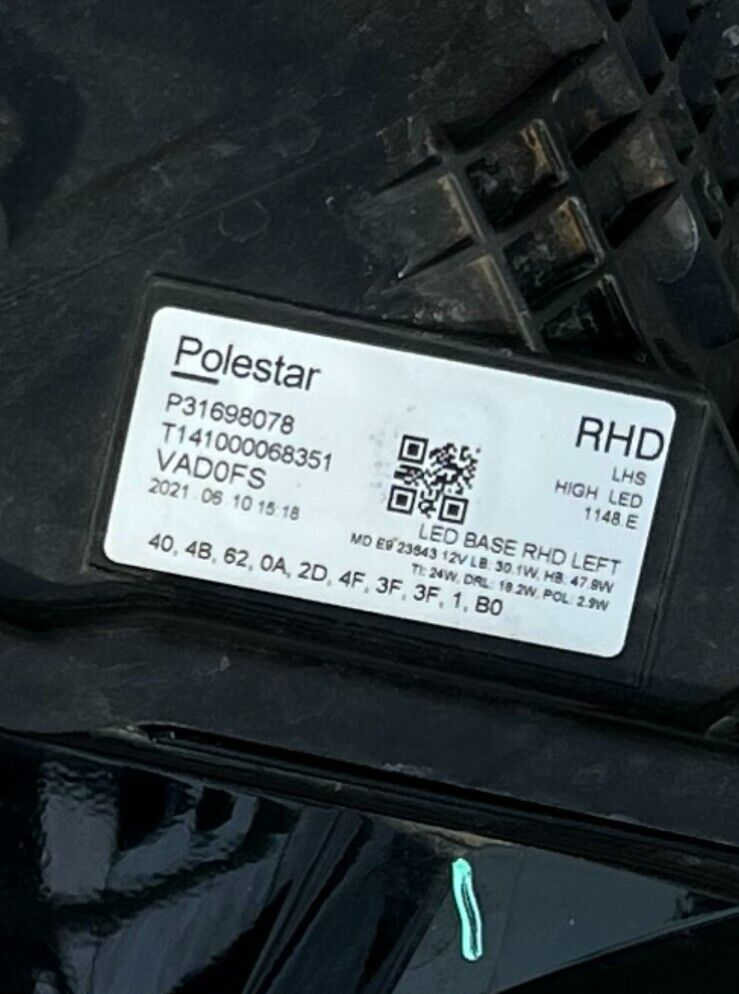 Polestar
P31698078
T141000068351
VAD0FS
2021.06.10 15:18
RHD
LHS
HIGH LED
1148.E
LED BASE RHD LEFT
MD E9 23843 12V LB: 30.1W, HB: 47.9W
TI: 24W, DRL: 18.2W, POL: 2.9W
40, 4B, 62, 0A, 2D, 4F, 3F, 3F, 1, B0